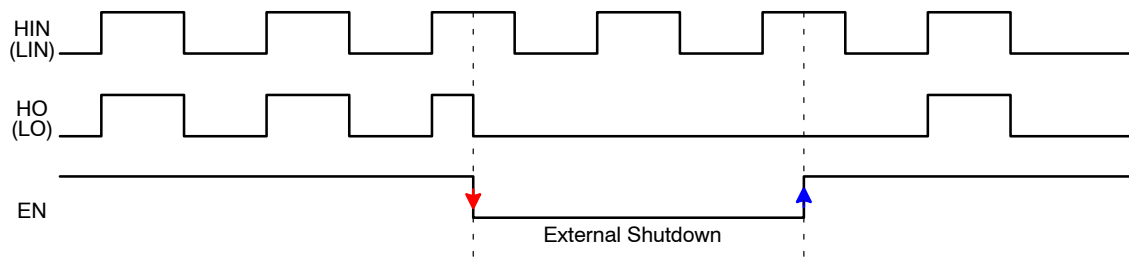 HIN
(LIN)
HO
(LO)
EN
External Shutdown